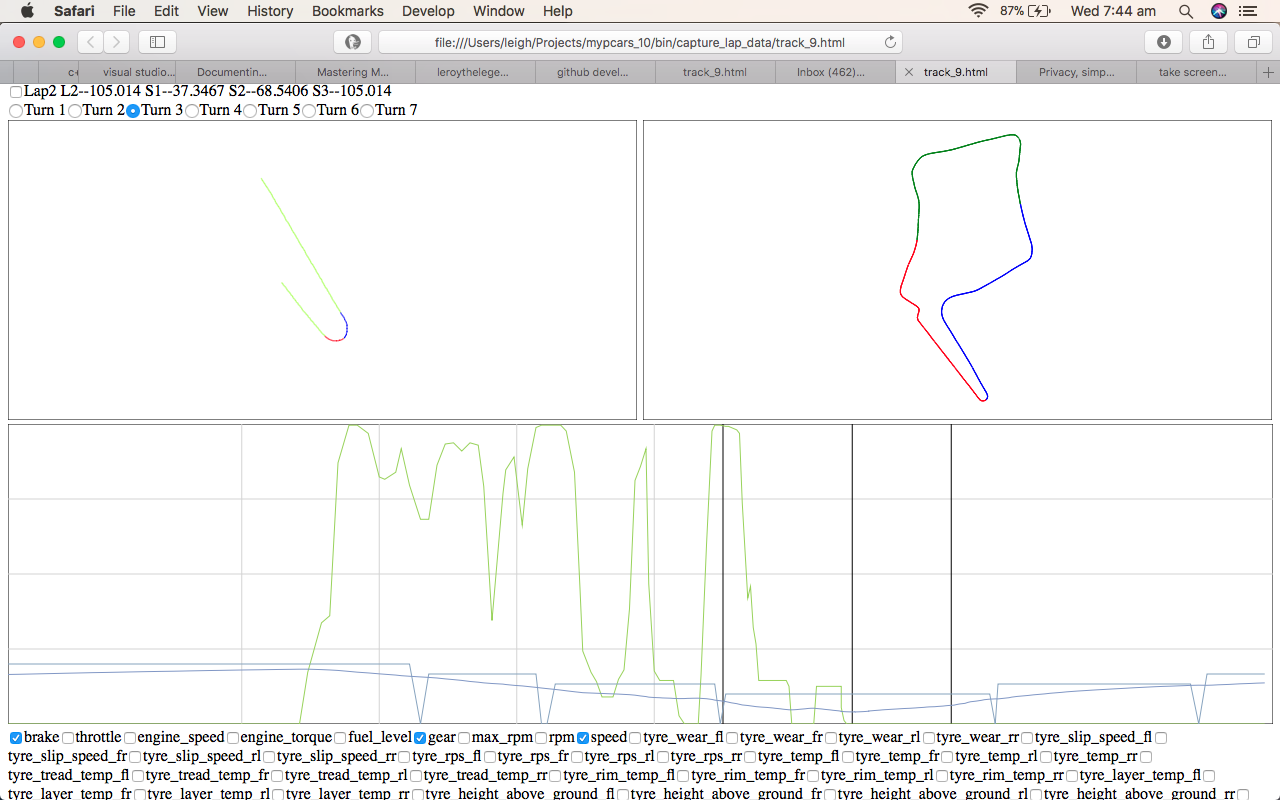 Safari File Edit View History Bookmarks Develop Window Help 87% Wed 7:44 am
file:///Users/leigh/Projects/mypcars_10/bin/capture_lap_data/track_9.html
visual studio... Documentin... Mastering M... leroythelege... github devel... track_9.html Inbox (462)... track_9.html Privacy, simp... take screen...
Lap2 L2--105.014 S1--37.3467 S2--68.5406 S3--105.014
Turn 1 Turn 2 Turn 3 Turn 4 Turn 5 Turn 6 Turn 7
brake throttle engine_speed engine_torque fuel_level gear max_rpm rpm speed tyre_wear_fl tyre_wear_fr tyre_wear_rl tyre_wear_rr tyre_slip_speed_fl
tyre_slip_speed_fr tyre_slip_speed_rl tyre_slip_speed_rr tyre_rps_fl tyre_rps_fr tyre_rps_rl tyre_rps_rr tyre_temp_fl tyre_temp_fr tyre_temp_rl tyre_temp_rr
tyre_tread_temp_fl tyre_tread_temp_fr tyre_tread_temp_rl tyre_tread_temp_rr tyre_rim_temp_fl tyre_rim_temp_fr tyre_rim_temp_rl tyre_rim_temp_rr tyre_layer_temp_fl
tyre_layer_temp_fr tyre_layer_temp_rl tyre_layer_temp_rr tyre_height_above_ground_fl tyre_height_above_ground_fr tyre_height_above_ground_rl tyre_height_above_ground_rr